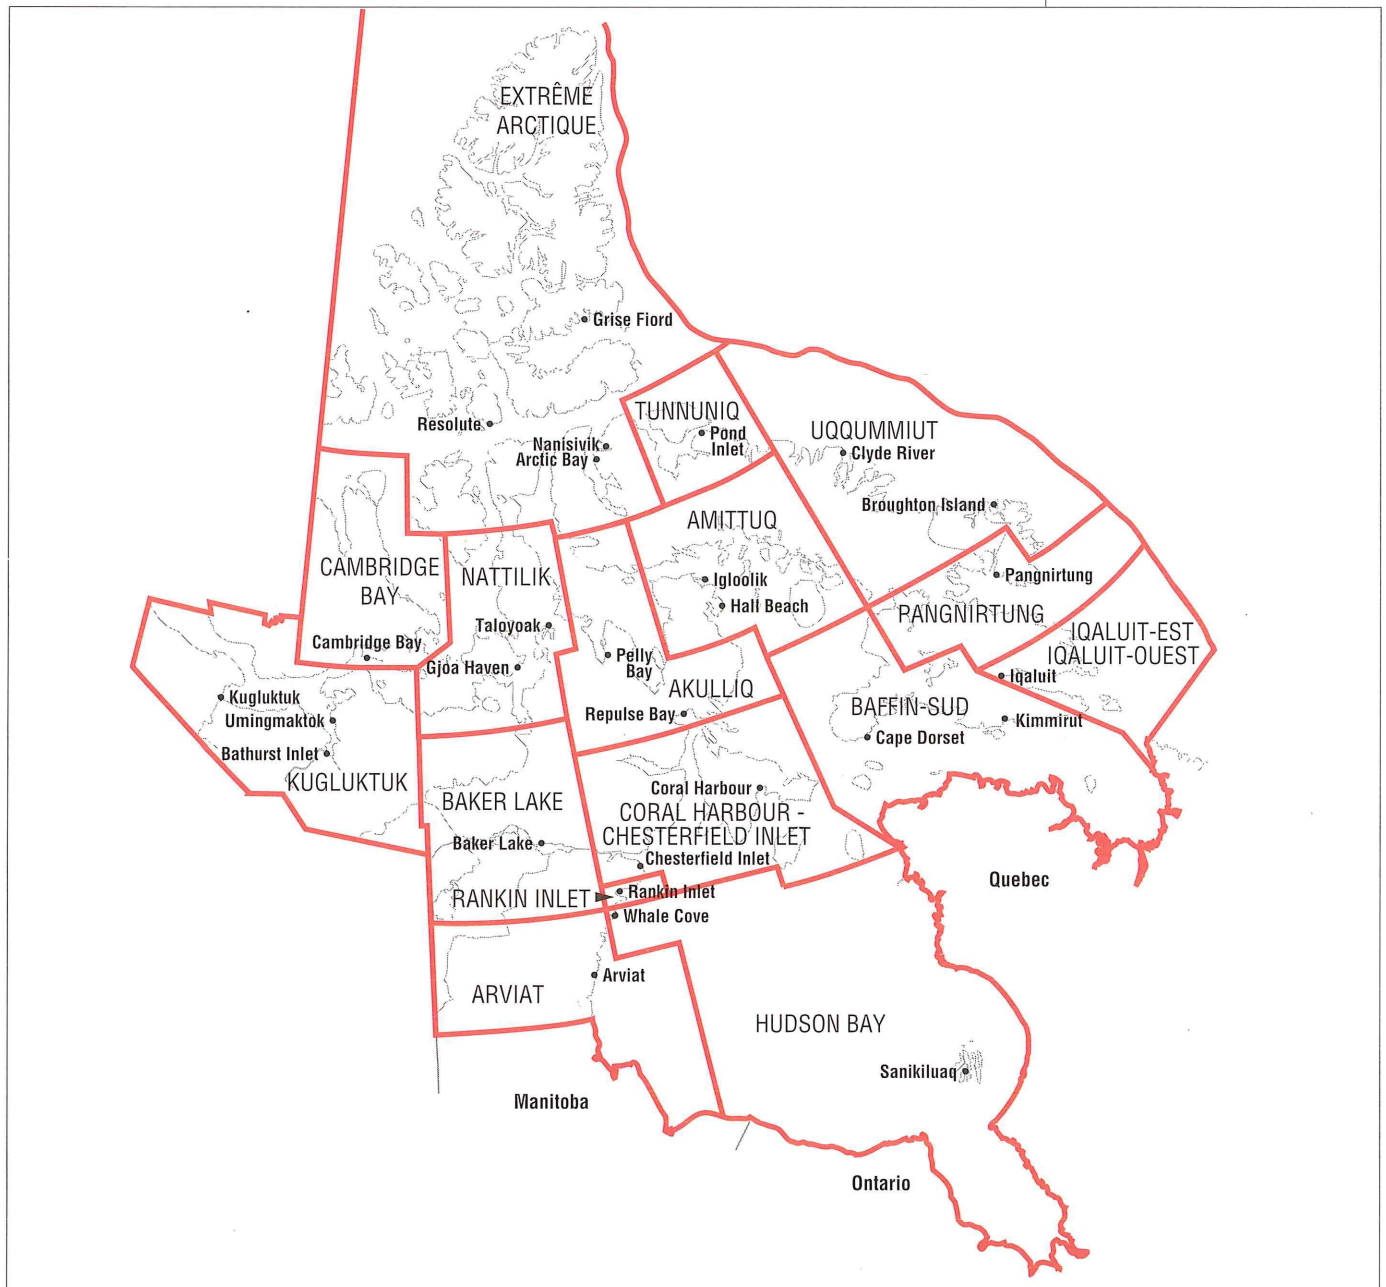 EXTRÊME
ARCTIQUE
Grise Fiord
Resolute
Nanisivik
Arctic Bay
TUNNUNIQ
Pond
Inlet
UQQUMMIUT
Clyde River
Broughton Island
AMITTUQ
Igloolik
Hall Beach
CAMBRIDGE
BAY
Cambridge Bay
NATTILIK
Taloyoak
Gjoa Haven
Pelly
Bay
AKULLIQ
Repulse Bay
Pangnirtung
PANGNIRTUNG
IQALUIT-EST
IQALUIT-OUEST
Iqaluit
BAFFIN-SUD
Kimmirut
Cape Dorset
Kugluktuk
Umingmaktok
Bathurst Inlet
KUGLUKTUK
BAKER LAKE
Baker Lake
Coral Harbour
CORAL HARBOUR -
CHESTERFIELD INLET
Chesterfield Inlet
RANKIN INLET
Rankin Inlet
Whale Cove
Quebec
ARVIAT
Arviat
HUDSON BAY
Sanikiluaq
Manitoba
Ontario